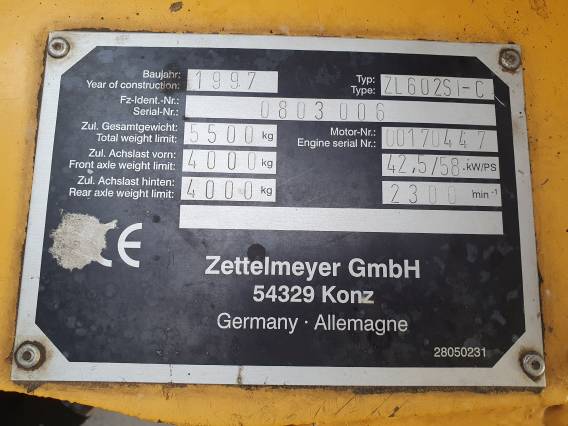 Baujahr: 1997 Typ: ZL602SI-C
Year of construction: Type:
Fz-Ident.-Nr.: 0803006
Serial-Nr.:
Zul. Gesamtgewicht: 5500 kg Motor-Nr.: 00170447
Total weight limit: Engine serial Nr.:
Zul. Achslast vorn: 4000 kg 42,5/58 kW/PS
Front axle weight limit:
Zul. Achslast hinten: 4000 kg 2300 min⁻¹
Rear axle weight limit:
CE
Zettelmeyer GmbH
54329 Konz
Germany · Allemagne
28050231